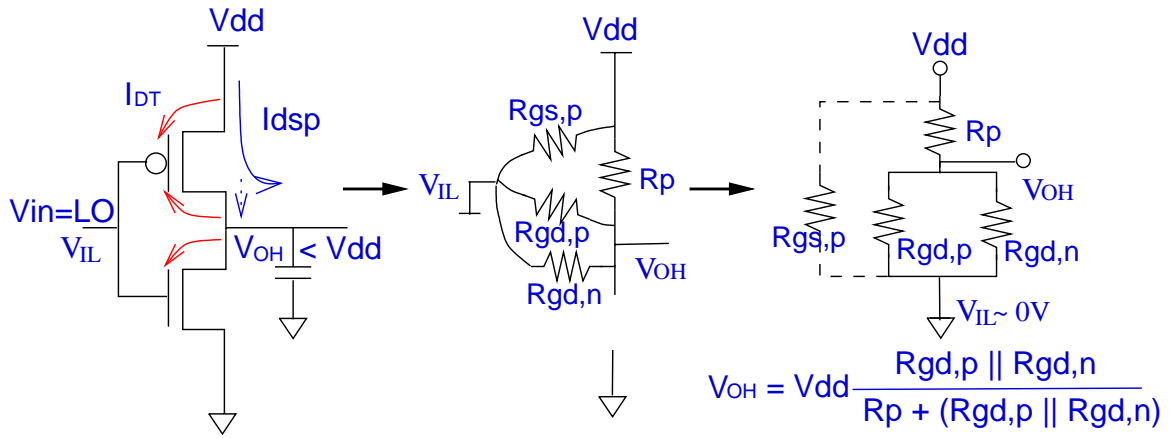 Vdd
IDT
Idsp
Vin=LO
VIL
VOH < Vdd
Vdd
Rgs,p
Rp
VIL
Rgd,p
VOH
Rgd,n
Vdd
Rp
VOH
Rgs,p
Rgd,p
Rgd,n
VIL~ 0V
VOH = Vdd Rgd,p || Rgd,n
Rp + (Rgd,p || Rgd,n)